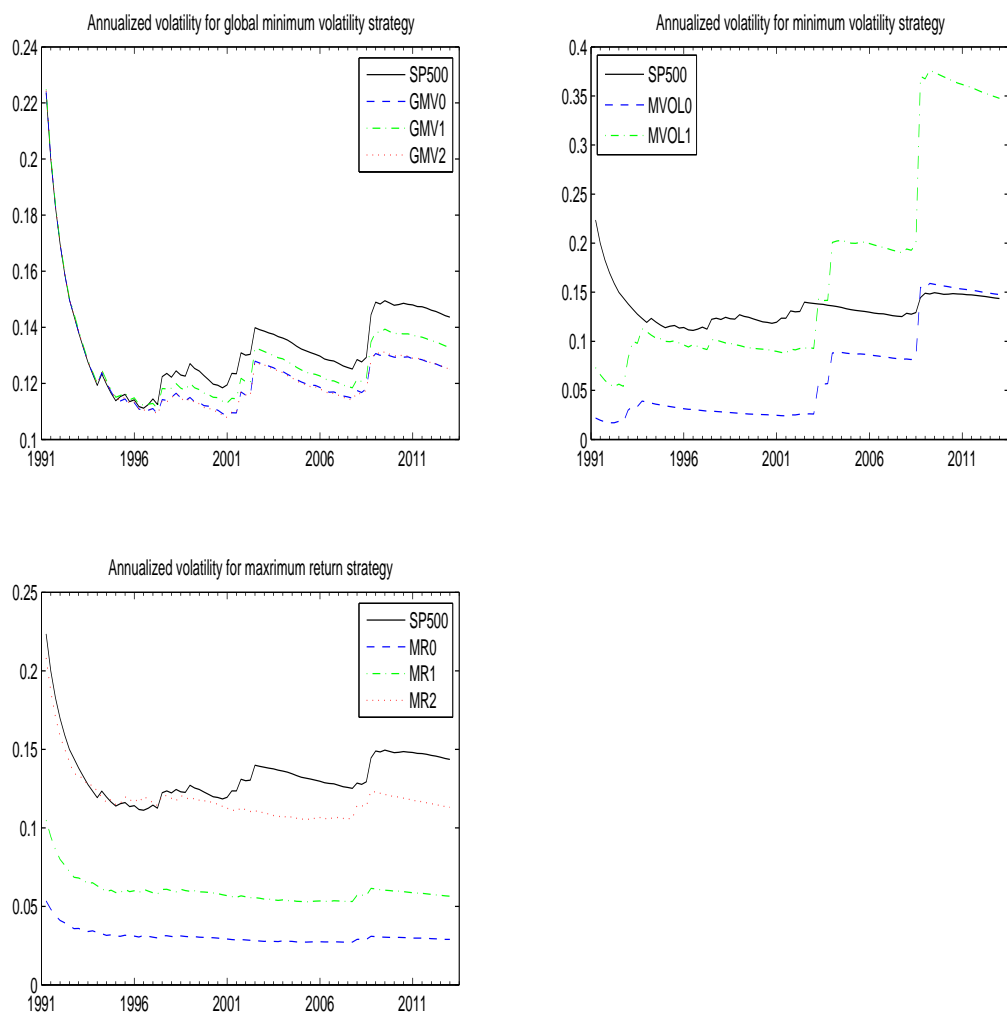 Annualized volatility for global minimum volatility strategy
0.24
0.22
0.2
0.18
0.16
0.14
0.12
0.1
1991
1996
2001
2006
2011
SP500
GMV0
GMV1
GMV2
Annualized volatility for minimum volatility strategy
0.4
0.35
0.3
0.25
0.2
0.15
0.1
0.05
0
1991
1996
2001
2006
2011
SP500
MVOL0
MVOL1
Annualized volatility for maxrimum return strategy
0.25
0.2
0.15
0.1
0.05
0
1991
1996
2001
2006
2011
SP500
MR0
MR1
MR2